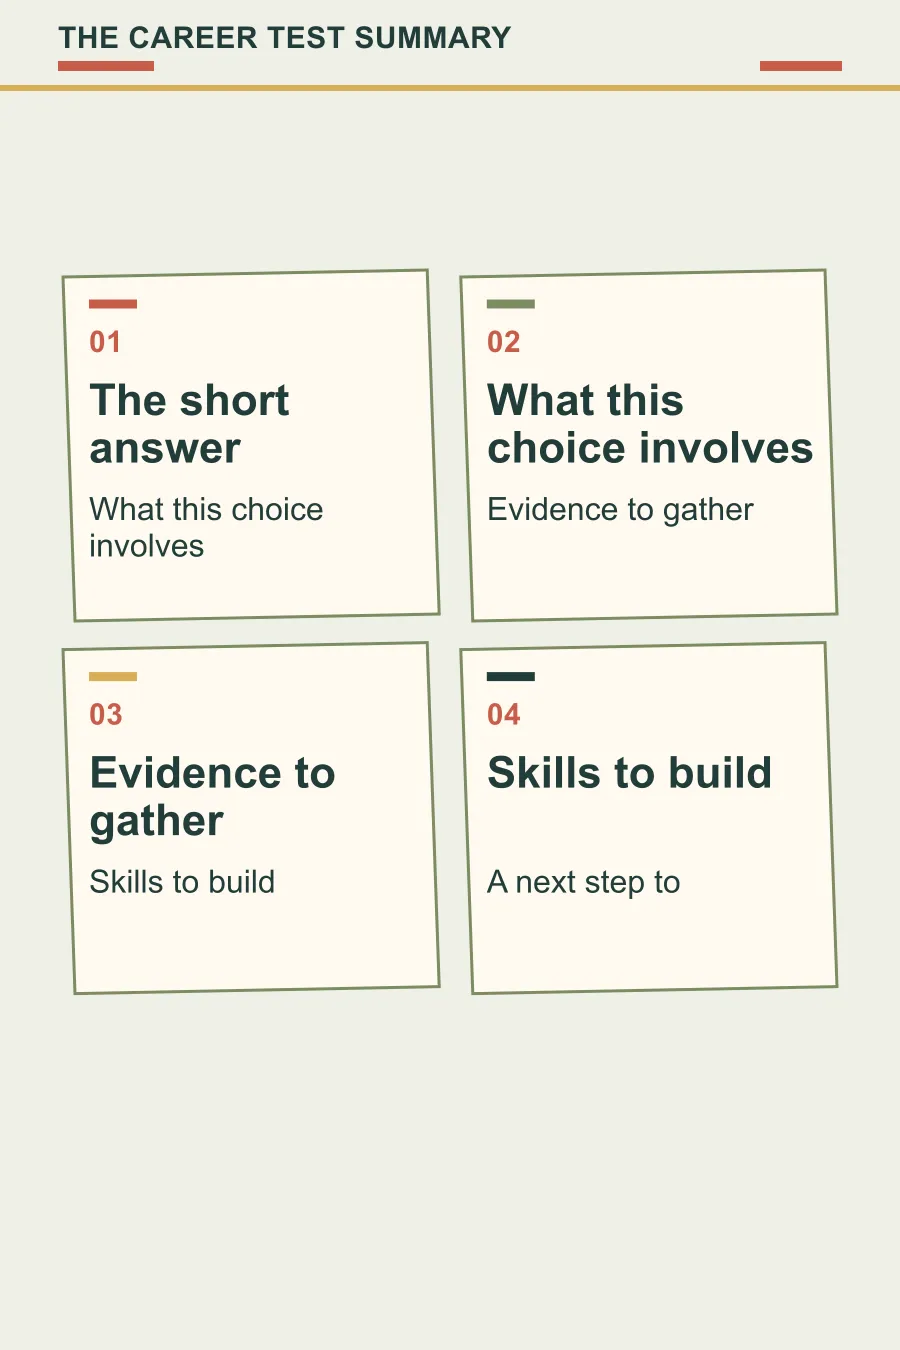 THE CAREER TEST SUMMARY
01
The short
answer
What this choice
involves
02
What this
choice involves
Evidence to gather
03
Evidence to
gather
Skills to build
04
Skills to build
A next step to